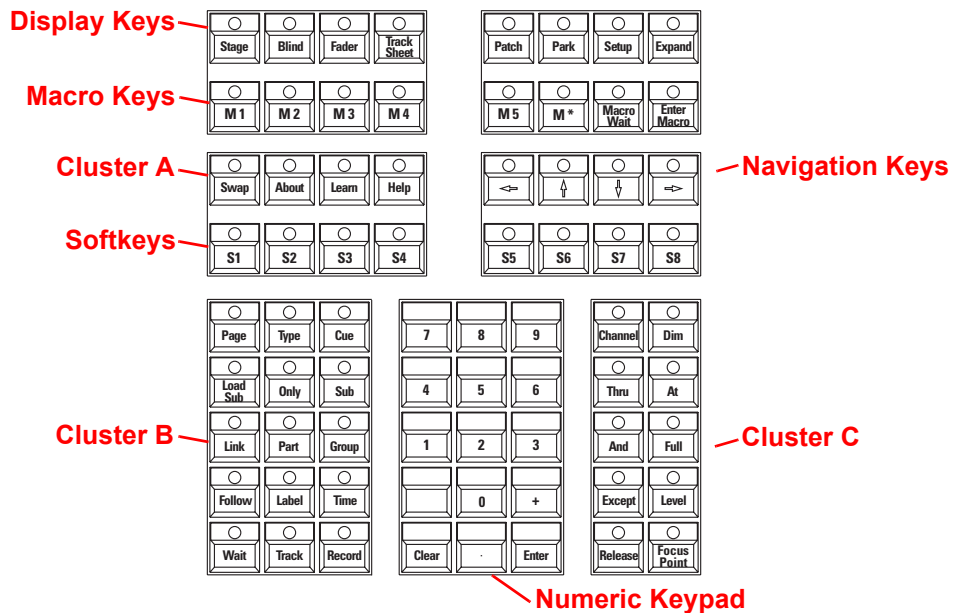 Display Keys
Stage Blind Fader Track Sheet
Patch Park Setup Expand
Macro Keys
M 1 M 2 M 3 M 4
M 5 M * Macro Wait Enter Macro
Cluster A
Swap About Learn Help
Navigation Keys
Softkeys
S1 S2 S3 S4
S5 S6 S7 S8
Page Type Cue
7 8 9
Channel Dim
Load Sub Only Sub
4 5 6
Thru At
Cluster B
Link Part Group
1 2 3
And Full
Cluster C
Follow Label Time
0 +
Except Level
Wait Track Record
Clear . Enter
Release Focus Point
Numeric Keypad